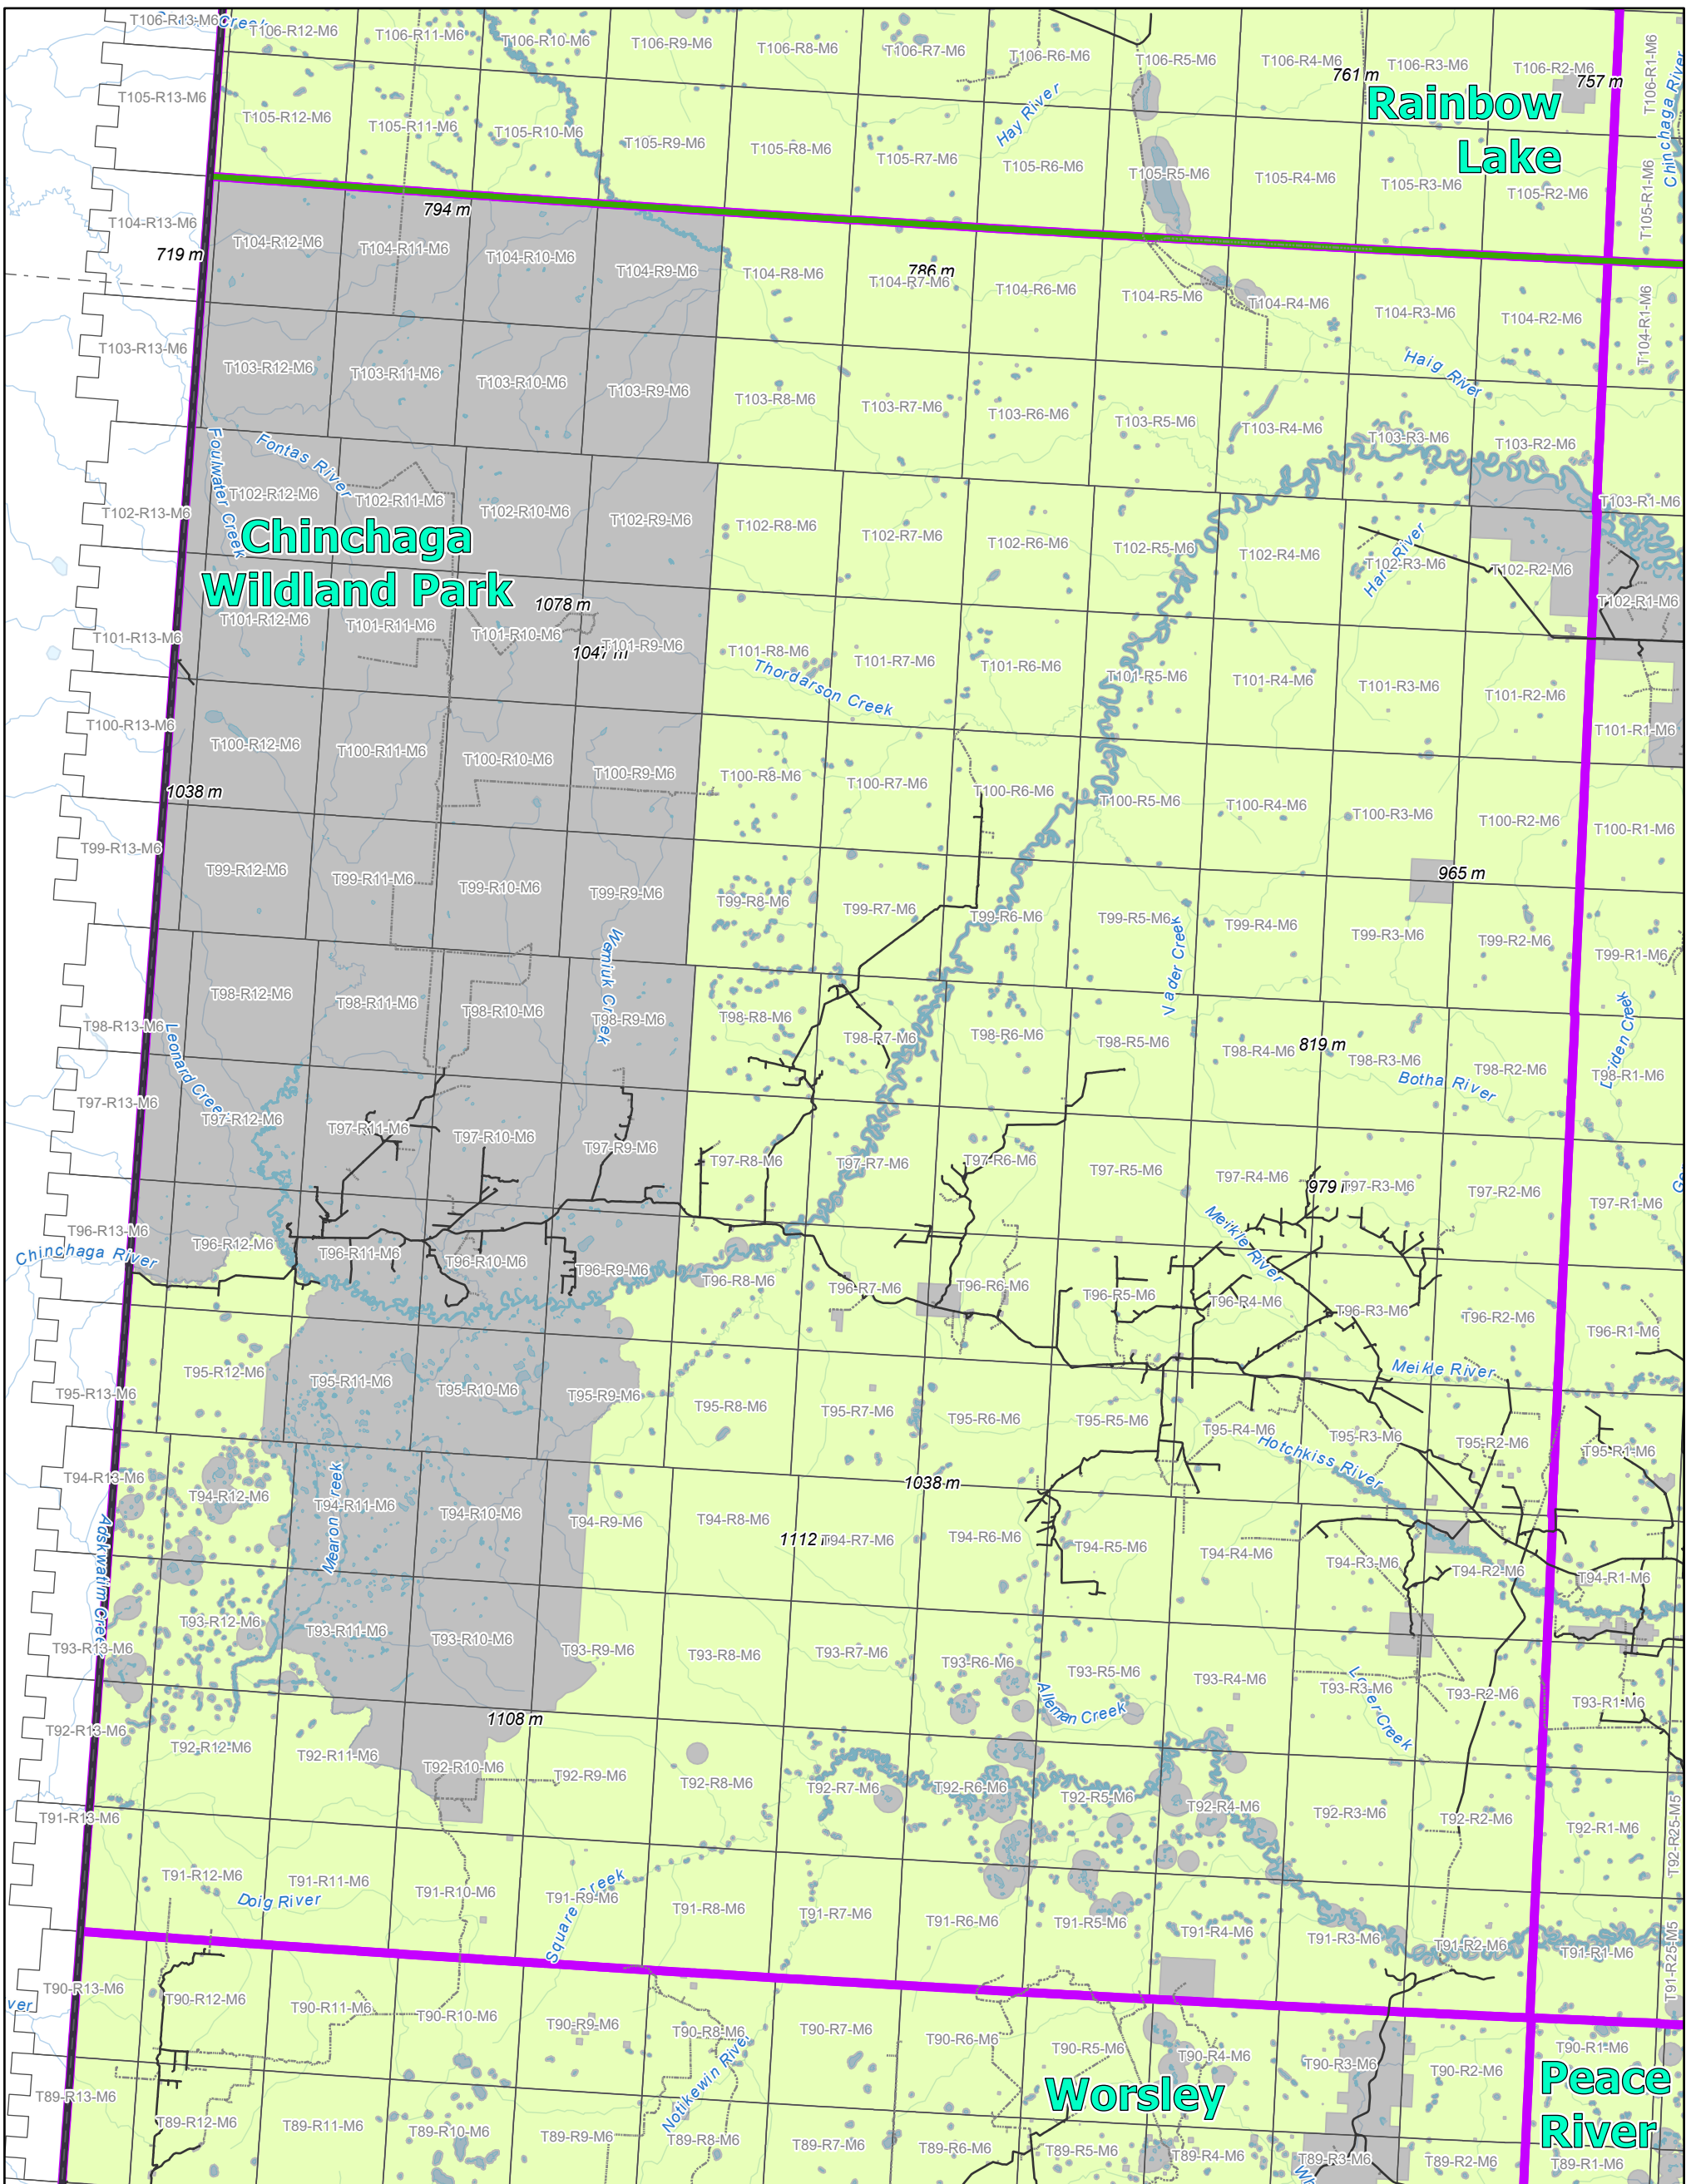 T106-R13-M6
Creek
T106-R12-M6
T106-R11-M6
T106-R10-M6
T106-R9-M6
T106-R8-M6
T106-R7-M6
T106-R6-M6
T106-R5-M6
T106-R4-M6
761 m
T106-R3-M6
T106-R2-M6
757 m
T106-R1-M6
Chinchaga River
Rainbow
Lake
T105-R13-M6
T105-R12-M6
T105-R11-M6
T105-R10-M6
T105-R9-M6
T105-R8-M6
T105-R7-M6
Hay River
T105-R6-M6
T105-R5-M6
T105-R4-M6
T105-R3-M6
T105-R2-M6
T105-R1-M6
794 m
T104-R13-M6
719 m
T104-R12-M6
T104-R11-M6
T104-R10-M6
T104-R9-M6
T104-R8-M6
786 m
T104-R7-M6
T104-R6-M6
T104-R5-M6
T104-R4-M6
T104-R3-M6
T104-R2-M6
T104-R1-M6
Haig River
T103-R13-M6
T103-R12-M6
T103-R11-M6
T103-R10-M6
T103-R9-M6
T103-R8-M6
T103-R7-M6
T103-R6-M6
T103-R5-M6
T103-R4-M6
T103-R3-M6
T103-R2-M6
T103-R1-M6
Foulwater Creek
Fontas River
T102-R13-M6
T102-R12-M6
T102-R11-M6
T102-R10-M6
T102-R9-M6
T102-R8-M6
T102-R7-M6
T102-R6-M6
T102-R5-M6
T102-R4-M6
Haro River
T102-R3-M6
T102-R2-M6
T102-R1-M6
Chinchaga
Wildland Park
1078 m
1047 m
T101-R13-M6
T101-R12-M6
T101-R11-M6
T101-R10-M6
T101-R9-M6
T101-R8-M6
Thordarson Creek
T101-R7-M6
T101-R6-M6
T101-R5-M6
T101-R4-M6
T101-R3-M6
T101-R2-M6
T101-R1-M6
T100-R13-M6
T100-R12-M6
T100-R11-M6
T100-R10-M6
T100-R9-M6
T100-R8-M6
T100-R7-M6
T100-R6-M6
T100-R5-M6
T100-R4-M6
T100-R3-M6
T100-R2-M6
T100-R1-M6
1038 m
965 m
T99-R13-M6
T99-R12-M6
T99-R11-M6
T99-R10-M6
T99-R9-M6
T99-R8-M6
T99-R7-M6
T99-R6-M6
T99-R5-M6
T99-R4-M6
T99-R3-M6
T99-R2-M6
T99-R1-M6
Wemiuk Creek
Vader Creek
T98-R13-M6
T98-R12-M6
T98-R11-M6
T98-R10-M6
T98-R9-M6
T98-R8-M6
T98-R7-M6
T98-R6-M6
T98-R5-M6
T98-R4-M6
819 m
T98-R3-M6
T98-R2-M6
T98-R1-M6
Botha River
Creek
Leonard Creek
T97-R13-M6
T97-R12-M6
T97-R11-M6
T97-R10-M6
T97-R9-M6
T97-R8-M6
T97-R7-M6
T97-R6-M6
T97-R5-M6
T97-R4-M6
979
T97-R3-M6
T97-R2-M6
T97-R1-M6
Meikle River
T96-R13-M6
Chinchaga River
T96-R12-M6
T96-R11-M6
T96-R10-M6
T96-R9-M6
T96-R8-M6
T96-R7-M6
T96-R6-M6
T96-R5-M6
T96-R4-M6
T96-R3-M6
T96-R2-M6
T96-R1-M6
Meikle River
T95-R13-M6
T95-R12-M6
T95-R11-M6
T95-R10-M6
T95-R9-M6
T95-R8-M6
T95-R7-M6
T95-R6-M6
T95-R5-M6
T95-R4-M6
T95-R3-M6
T95-R2-M6
T95-R1-M6
Hotchkiss River
1038 m
T94-R13-M6
T94-R12-M6
T94-R11-M6
T94-R10-M6
T94-R9-M6
T94-R8-M6
1112
T94-R7-M6
T94-R6-M6
T94-R5-M6
T94-R4-M6
T94-R3-M6
T94-R2-M6
T94-R1-M6
Mearon Creek
Adskwatim Creek
T93-R13-M6
T93-R12-M6
T93-R11-M6
T93-R10-M6
T93-R9-M6
T93-R8-M6
T93-R7-M6
T93-R6-M6
T93-R5-M6
T93-R4-M6
T93-R3-M6
T93-R2-M6
T93-R1-M6
Alleman Creek
Creek
1108 m
T92-R13-M6
T92-R12-M6
T92-R11-M6
T92-R10-M6
T92-R9-M6
T92-R8-M6
T92-R7-M6
T92-R6-M6
T92-R5-M6
T92-R4-M6
T92-R3-M6
T92-R2-M6
T92-R1-M6
T92-R25-M5
T91-R13-M6
T91-R12-M6
Doig River
T91-R11-M6
T91-R10-M6
T91-R9-M6
Square Creek
T91-R8-M6
T91-R7-M6
T91-R6-M6
T91-R5-M6
T91-R4-M6
T91-R3-M6
T91-R2-M6
T91-R1-M6
T91-R25-M5
T90-R13-M6
ver
T90-R12-M6
T90-R11-M6
T90-R10-M6
T90-R9-M6
T90-R8-M6
T90-R7-M6
T90-R6-M6
T90-R5-M6
T90-R4-M6
T90-R3-M6
T90-R2-M6
T90-R1-M6
Notikewin River
Worsley
Peace
River
T89-R13-M6
T89-R12-M6
T89-R11-M6
T89-R10-M6
T89-R9-M6
T89-R8-M6
T89-R7-M6
T89-R6-M6
T89-R5-M6
T89-R4-M6
T89-R3-M6
T89-R2-M6
T89-R1-M6